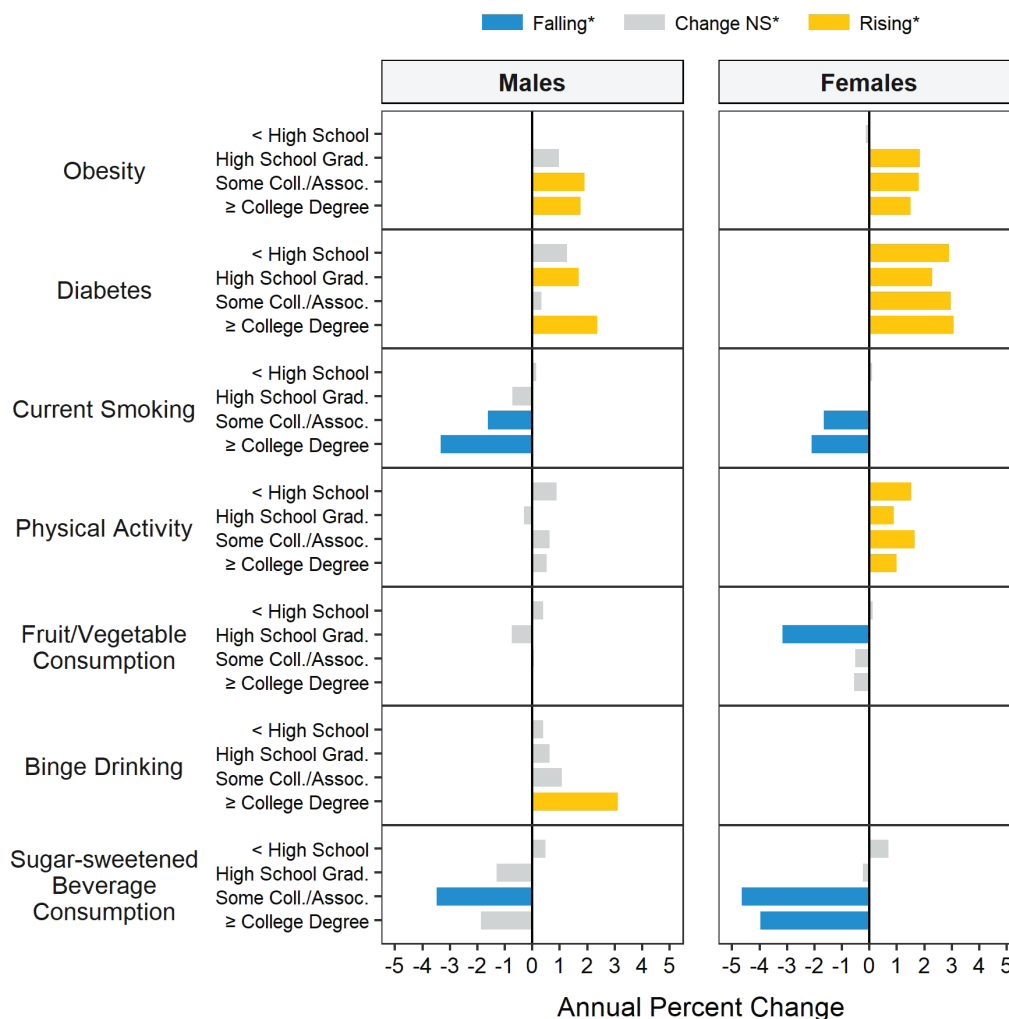 Falling* Change NS* Rising*
Males Females
Obesity
< High School
High School Grad.
Some Coll./Assoc.
≥ College Degree
Diabetes
< High School
High School Grad.
Some Coll./Assoc.
≥ College Degree
Current Smoking
< High School
High School Grad.
Some Coll./Assoc.
≥ College Degree
Physical Activity
< High School
High School Grad.
Some Coll./Assoc.
≥ College Degree
Fruit/Vegetable
Consumption
< High School
High School Grad.
Some Coll./Assoc.
≥ College Degree
Binge Drinking
< High School
High School Grad.
Some Coll./Assoc.
≥ College Degree
Sugar-sweetened
Beverage
Consumption
< High School
High School Grad.
Some Coll./Assoc.
≥ College Degree
-5 -4 -3 -2 -1 0 1 2 3 4 5 -5 -4 -3 -2 -1 0 1 2 3 4 5
Annual Percent Change